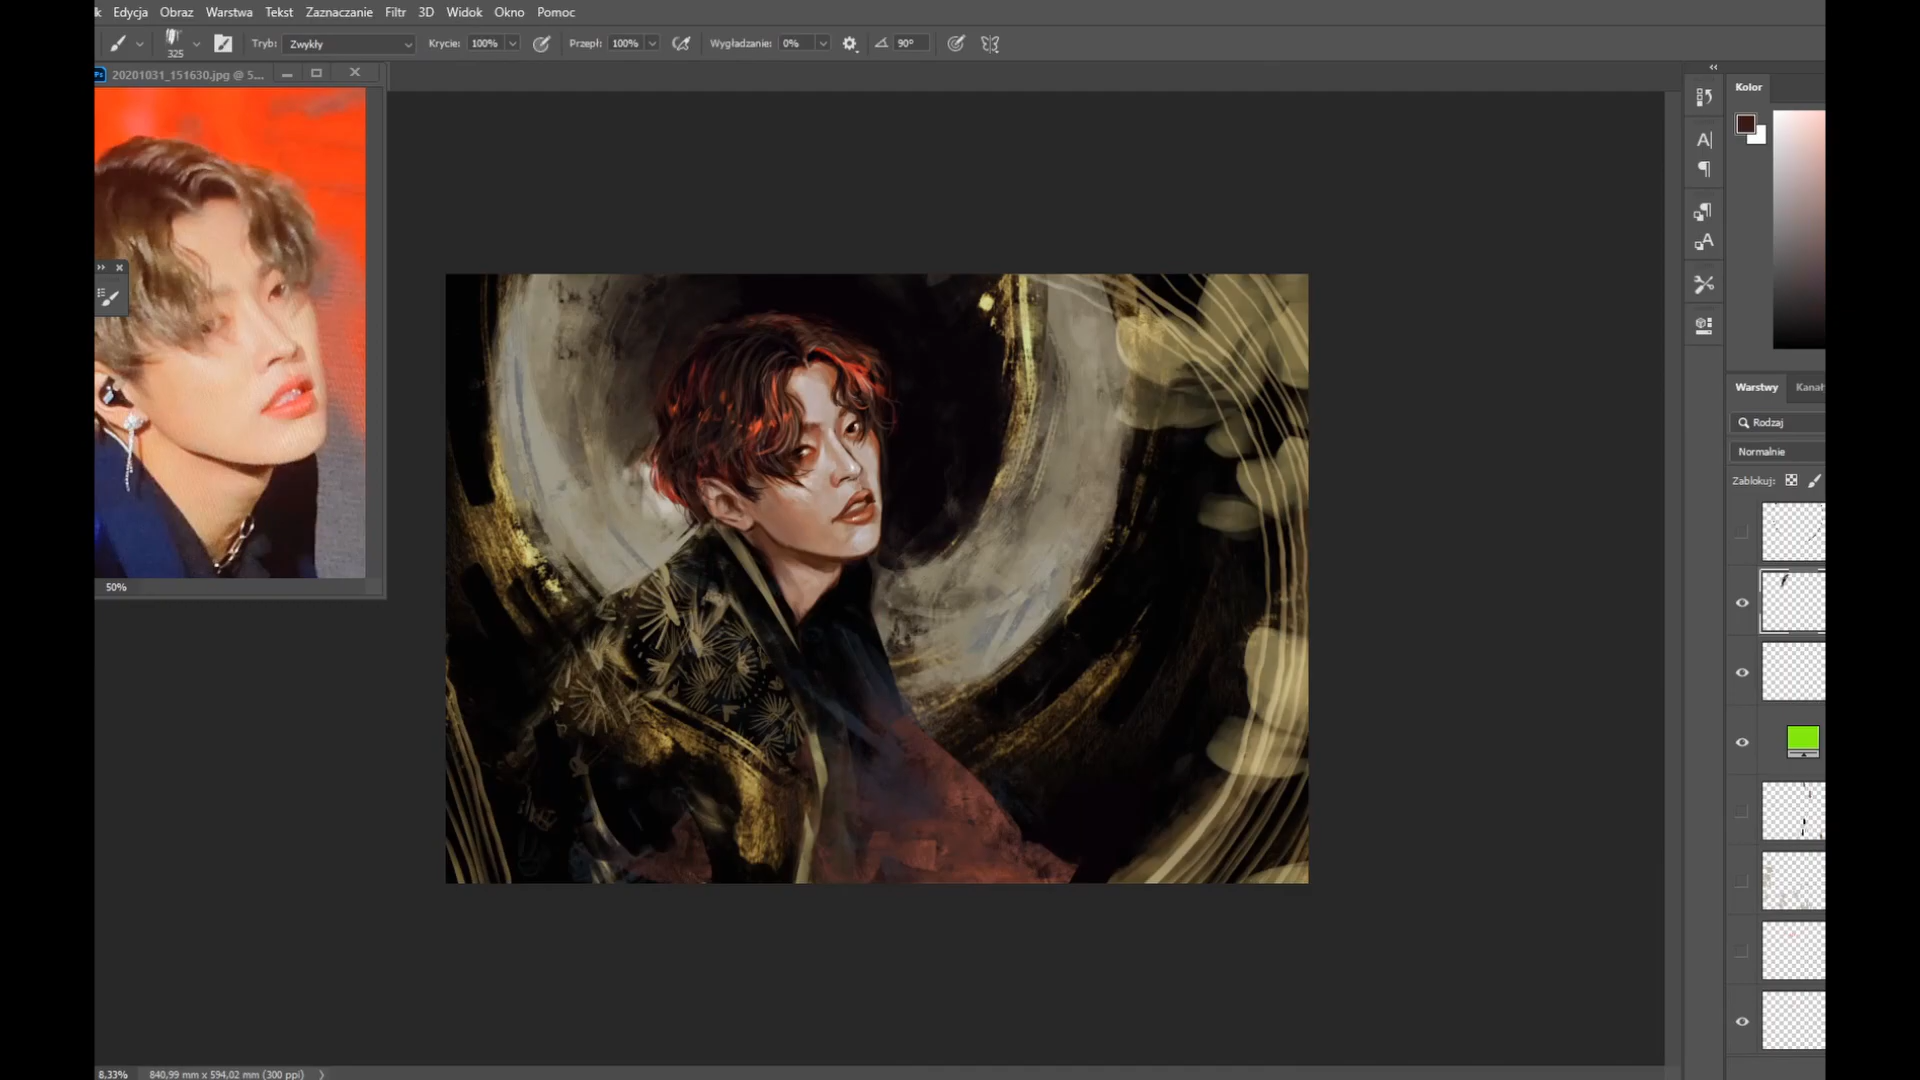 k Edycja Obraz Warstwa Tekst Zaznaczanie Filtr 3D Widok Okno Pomoc
325 Tryb: Zwykły Krycie: 100% Przepł: 100% Wygładzanie: 0% 90°
Ps 20201031_151630.jpg @ 5...
Kolor
Warstwy Kanał
Rodzaj
Normalnie
Zablokuj:
50%
8,33% 840,99 mm x 594,02 mm (300 ppi)